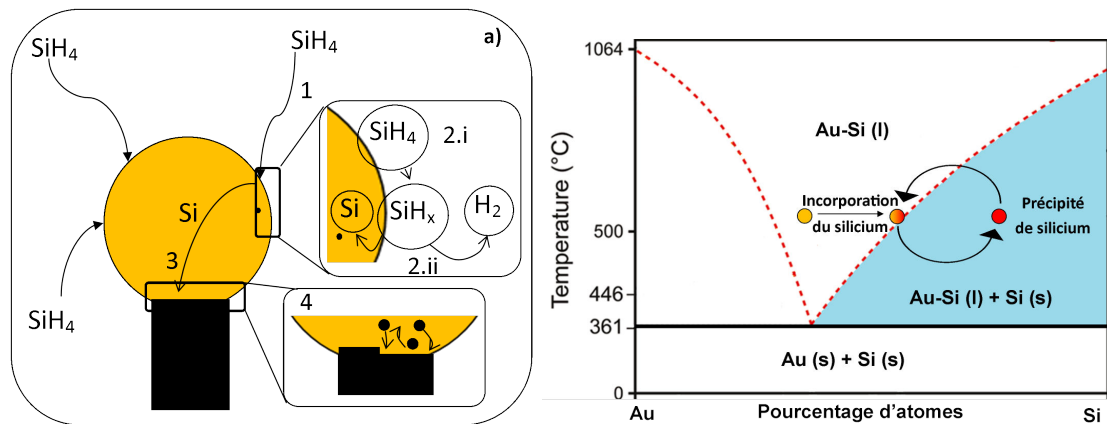 a)
SiH₄
SiH₄
1
SiH₄
2.i
Si
Si
SiHₓ
H₂
2.ii
3
SiH₄
4
1064
500
446
361
0
Temperature (°C)
Au-Si (l)
Incorporation
du silicium
Précipité
de silicium
Au-Si (l) + Si (s)
Au (s) + Si (s)
Au
Pourcentage d'atomes
Si